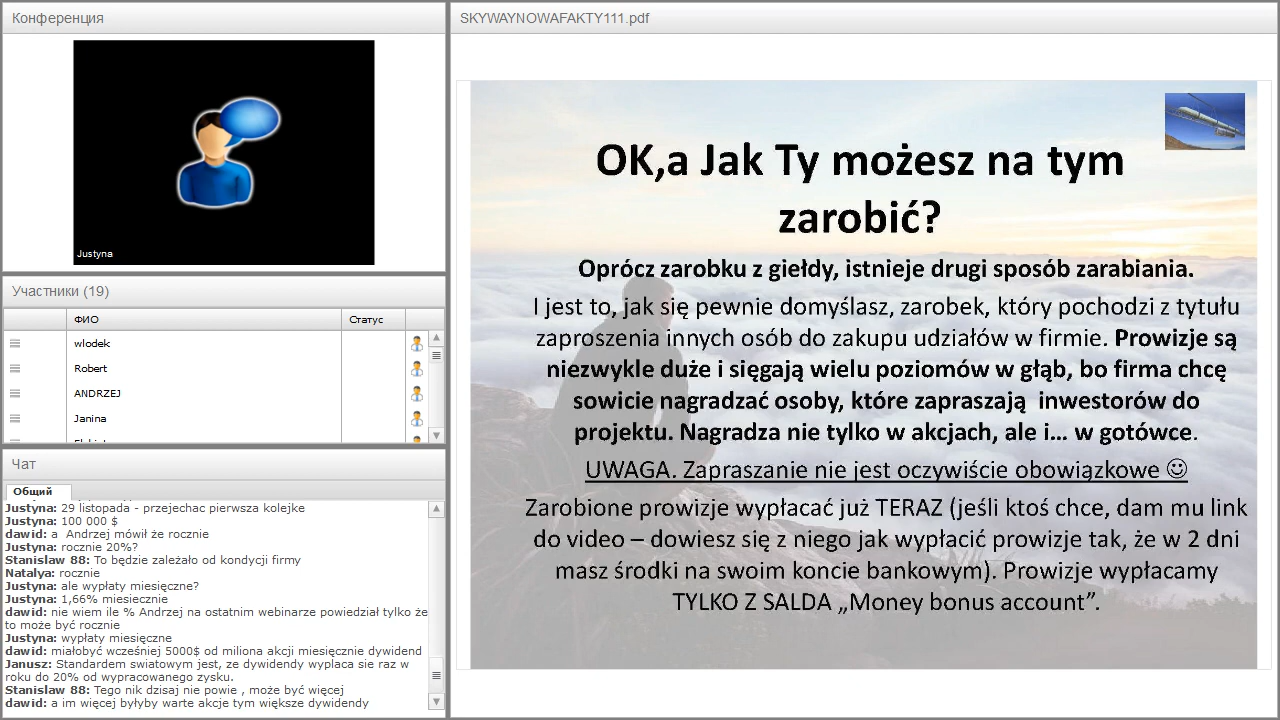 Конференция
Justyna
Участники (19)
ФИО
Статус
wlodek
Robert
ANDRZEJ
Janina
Чат
Общий
Justyna: 29 listopada - przejechac pierwsza kolejke
Justyna: 100 000 $
dawid: a Andrzej mówił że rocznie
Justyna: rocznie 20%?
Stanislaw 88: To będzie zależało od kondycji firmy
Natalya: rocznie
Justyna: ale wypłaty miesięczne?
Justyna: 1,66% miesiecznie
dawid: nie wiem ile % Andrzej na ostatnim webinarze powiedział tylko że
to może być rocznie
Justyna: wypłaty miesięczne
dawid: miałobyć wcześniej 5000$ od miliona akcji miesięcznie dywidend
Janusz: Standardem swiatowym jest, ze dywidendy wyplaca sie raz w
roku do 20% od wypracowanego zysku.
Stanislaw 88: Tego nik dzisaj nie powie , może być więcej
dawid: a im więcej byłyby warte akcje tym większe dywidendy
SKYWAYNOWAFAKTY111.pdf
OK,a Jak Ty możesz na tym
zarobić?
Oprócz zarobku z giełdy, istnieje drugi sposób zarabiania.
I jest to, jak się pewnie domyślasz, zarobek, który pochodzi z tytułu
zaproszenia innych osób do zakupu udziałów w firmie. Prowizje są
niezwykle duże i sięgają wielu poziomów w głąb, bo firma chcę
sowicie nagradzać osoby, które zapraszają inwestorów do
projektu. Nagradza nie tylko w akcjach, ale i... w gotówce.
UWAGA. Zapraszanie nie jest oczywiście obowiązkowe ☺
Zarobione prowizje wypłacać już TERAZ (jeśli ktoś chce, dam mu link
do video – dowiesz się z niego jak wypłacić prowizje tak, że w 2 dni
masz środki na swoim koncie bankowym). Prowizje wypłacamy
TYLKO Z SALDA „Money bonus account”.